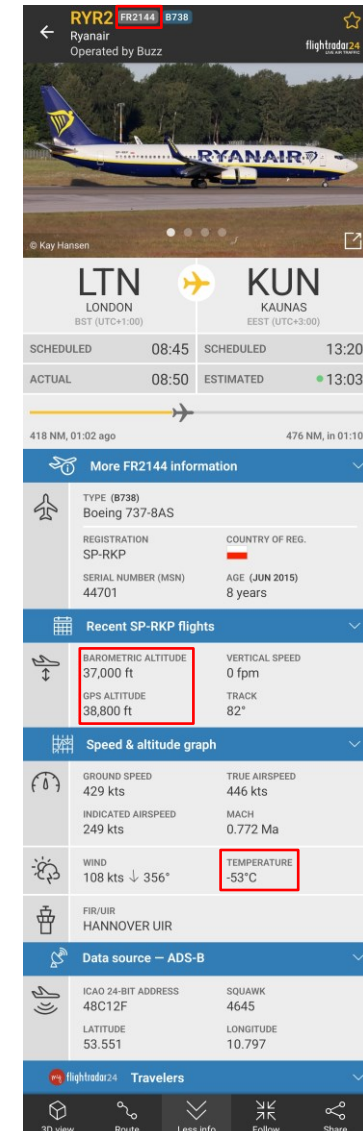 RYR2 FR2144 B738
Ryanair
Operated by Buzz
flightradar24
LIVE AIR TRAFFIC
RYANAIR
© Kay Hansen
LTN KUN
LONDON KAUNAS
BST (UTC+1:00) EEST (UTC+3:00)
SCHEDULED 08:45 SCHEDULED 13:20
ACTUAL 08:50 ESTIMATED 13:03
418 NM, 01:02 ago 476 NM, in 01:10
More FR2144 information
TYPE (B738)
Boeing 737-8AS
REGISTRATION COUNTRY OF REG.
SP-RKP
SERIAL NUMBER (MSN) AGE (JUN 2015)
44701 8 years
Recent SP-RKP flights
BAROMETRIC ALTITUDE VERTICAL SPEED
37,000 ft 0 fpm
GPS ALTITUDE TRACK
38,800 ft 82°
Speed & altitude graph
GROUND SPEED TRUE AIRSPEED
429 kts 446 kts
INDICATED AIRSPEED MACH
249 kts 0.772 Ma
WIND TEMPERATURE
108 kts ↓ 356° -53°C
FIR/UIR
HANNOVER UIR
Data source – ADS-B
ICAO 24-BIT ADDRESS SQUAWK
48C12F 4645
LATITUDE LONGITUDE
53.551 10.797
my flightradar24 Travelers
3D view Route Less info Follow Share